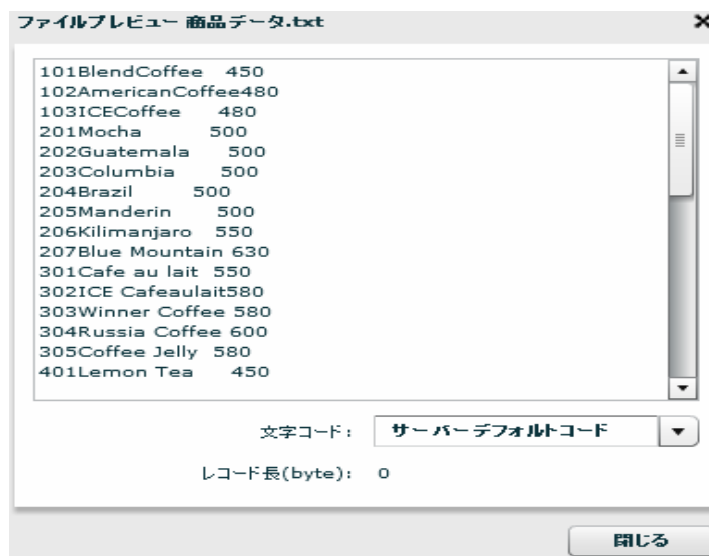 ファイルプレビュー 商品データ.txt
101BlendCoffee   450
102AmericanCoffee480
103ICECoffee     480
201Mocha         500
202Guatemala     500
203Columbia      500
204Brazil        500
205Manderin      500
206Kilimanjaro   550
207Blue Mountain 630
301Cafe au lait  550
302ICE Cafeaulait580
303Winner Coffee 580
304Russia Coffee 600
305Coffee Jelly  580
401Lemon Tea     450
文字コード: サーバーデフォルトコード
レコード長(byte): 0
閉じる